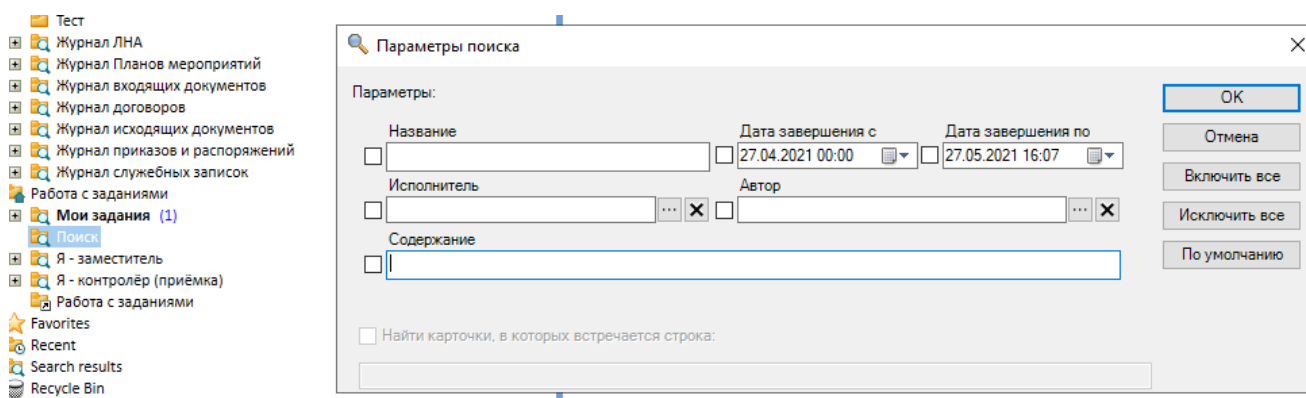 Тест
Журнал ЛНА
Журнал Планов мероприятий
Журнал входящих документов
Журнал договоров
Журнал исходящих документов
Журнал приказов и распоряжений
Журнал служебных записок
Работа с заданиями
Мои задания (1)
Поиск
Я - заместитель
Я - контролёр (приёмка)
Работа с заданиями
Favorites
Recent
Search results
Recycle Bin
Параметры поиска
Параметры:
Название
Дата завершения с
Дата завершения по
27.04.2021 00:00
27.05.2021 16:07
Исполнитель
Автор
Содержание
Найти карточки, в которых встречается строка:
OK
Отмена
Включить все
Исключить все
По умолчанию